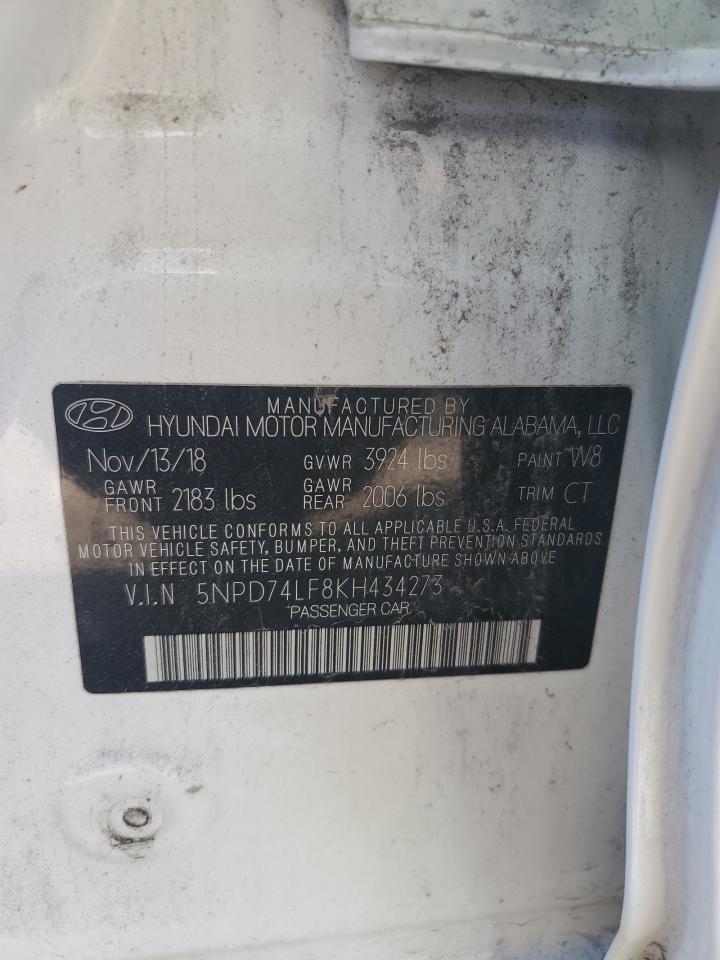 MANUFACTURED BY
HYUNDAI MOTOR MANUFACTURING ALABAMA, LLC
Nov/13/18 GVWR 3924 lbs PAINT W8
GAWR FRONT 2183 lbs GAWR REAR 2006 lbs TRIM CT
THIS VEHICLE CONFORMS TO ALL APPLICABLE U.S.A. FEDERAL
MOTOR VEHICLE SAFETY, BUMPER, AND THEFT PREVENTION STANDARDS
IN EFFECT ON THE DATE OF MANUFACTURE SHOWN ABOVE
V.I.N 5NPD74LF8KH434273
PASSENGER CAR